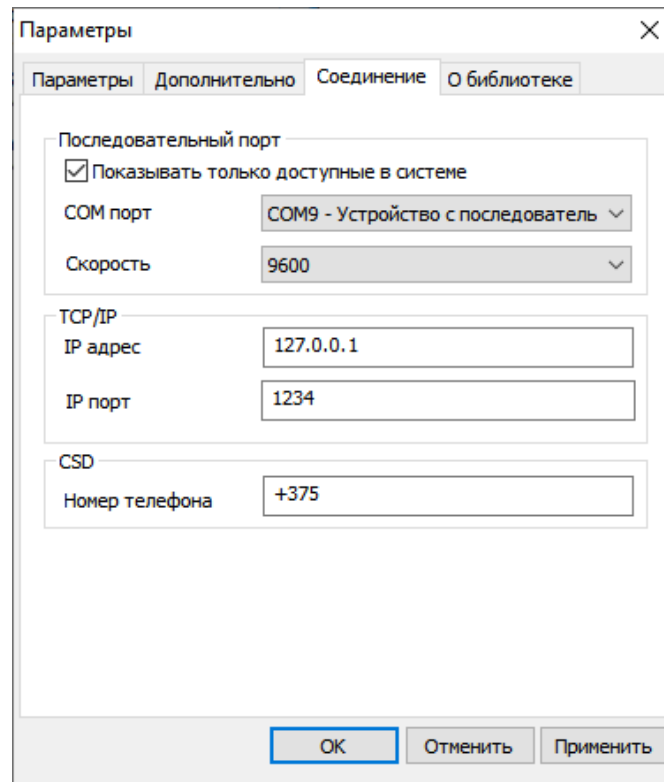 Параметры
Параметры Дополнительно Соединение О библиотеке
Последовательный порт
Показывать только доступные в системе
COM порт COM9 - Устройство с последователь
Скорость 9600
TCP/IP
IP адрес 127.0.0.1
IP порт 1234
CSD
Номер телефона +375
OK Отменить Применить